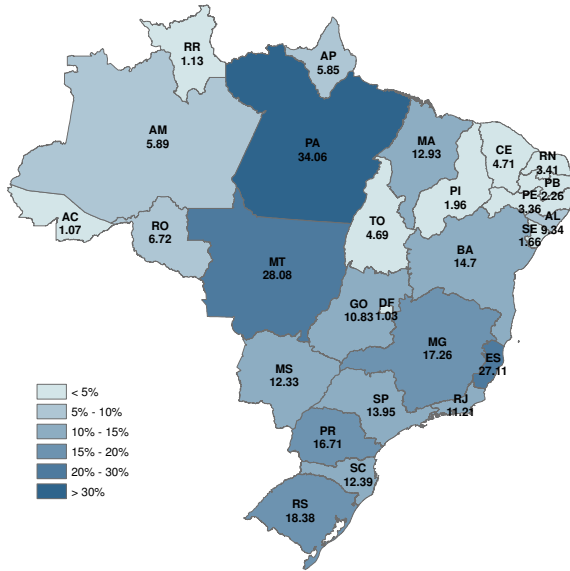 RR
1.13
AP
5.85
AM
5.89
PA
34.06
MA
12.93
CE
4.71
RN
3.41
PB
2.26
PI
1.96
PE
3.36
AL
9.34
SE
1.66
AC
1.07
RO
6.72
TO
4.69
BA
14.7
MT
28.08
GO
10.83
DF
1.03
MG
17.26
ES
27.11
MS
12.33
SP
13.95
RJ
11.21
PR
16.71
SC
12.39
RS
18.38
< 5%
5% - 10%
10% - 15%
15% - 20%
20% - 30%
> 30%